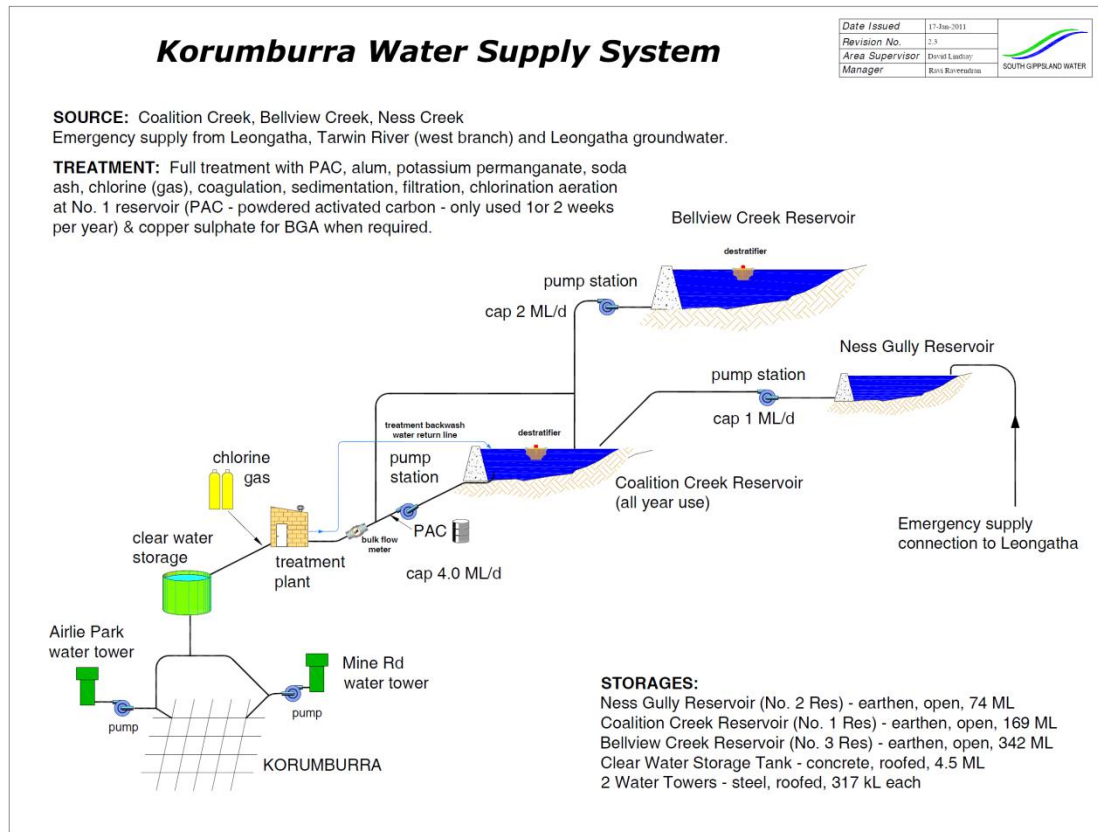 Korumburra Water Supply System
Date Issued 17-Jan-2011
Revision No. 2.3
Area Supervisor David Lindsay
Manager Ravi Raveendran
SOUTH GIPPSLAND WATER
SOURCE: Coalition Creek, Bellview Creek, Ness Creek
Emergency supply from Leongatha, Tarwin River (west branch) and Leongatha groundwater.
TREATMENT: Full treatment with PAC, alum, potassium permanganate, soda
ash, chlorine (gas), coagulation, sedimentation, filtration, chlorination aeration
at No. 1 reservoir (PAC - powdered activated carbon - only used 1or 2 weeks
per year) & copper sulphate for BGA when required.
Bellview Creek Reservoir
destratifier
pump station
cap 2 ML/d
Ness Gully Reservoir
pump station
cap 1 ML/d
treatment backwash
water return line
destratifier
pump
station
Coalition Creek Reservoir
(all year use)
chlorine
gas
PAC
bulk flow
meter
cap 4.0 ML/d
Emergency supply
connection to Leongatha
clear water
storage
treatment
plant
Airlie Park
water tower
Mine Rd
water tower
pump
pump
KORUMBURRA
STORAGES:
Ness Gully Reservoir (No. 2 Res) - earthen, open, 74 ML
Coalition Creek Reservoir (No. 1 Res) - earthen, open, 169 ML
Bellview Creek Reservoir (No. 3 Res) - earthen, open, 342 ML
Clear Water Storage Tank - concrete, roofed, 4.5 ML
2 Water Towers - steel, roofed, 317 kL each